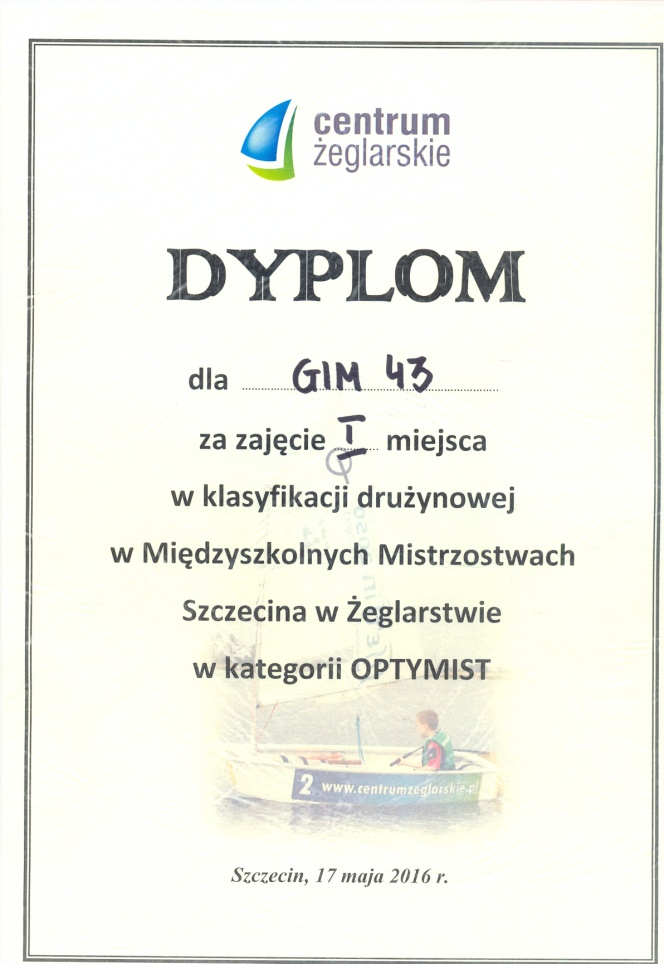 centrum
żeglarskie
DYPLOM
dla GIM 43
za zajęcie I miejsca
w klasyfikacji drużynowej
w Międzyszkolnych Mistrzostwach
Szczecina w Żeglarstwie
w kategorii OPTYMIST
2 www.centrumzeglarskie.pl
Szczecin, 17 maja 2016 r.